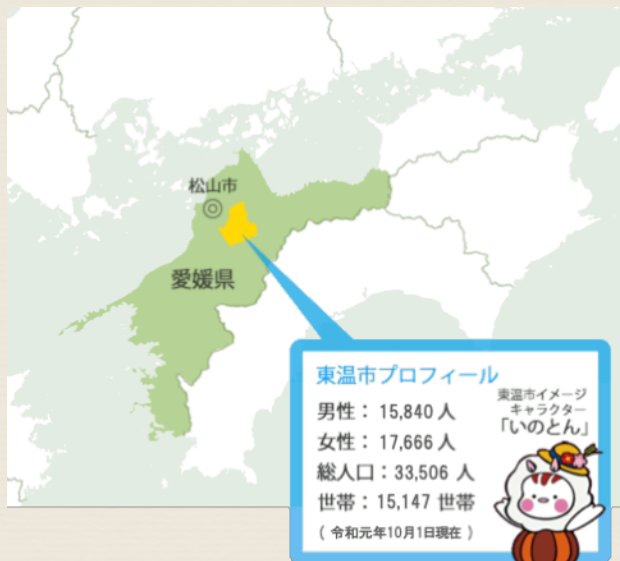 松山市
愛媛県
東温市プロフィール
男性： 15,840 人
女性： 17,666 人
総人口：33,506 人
世帯：15,147 世帯
( 令和元年10月1日現在 )
東温市イメージ
キャラクター
「いのとん」